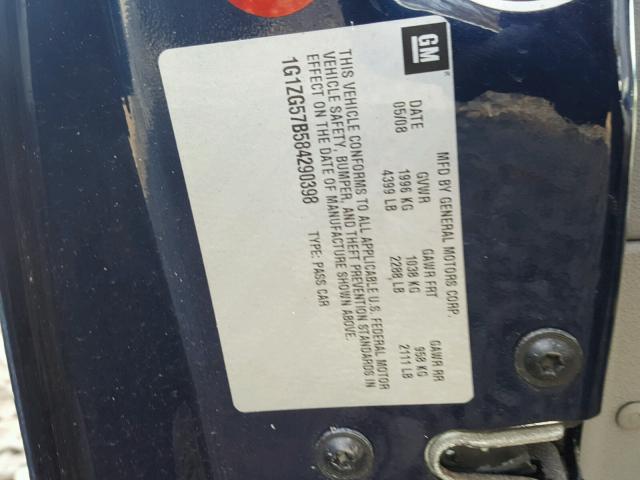 GM
MFD BY GENERAL MOTORS CORP.
DATE GVWR GAWR FRT GAWR RR
05/08 1996 KG 1038 KG 958 KG
4399 LB 2288 LB 2111 LB
THIS VEHICLE CONFORMS TO ALL APPLICABLE U.S. FEDERAL MOTOR
VEHICLE SAFETY, BUMPER, AND THEFT PREVENTION STANDARDS IN
EFFECT ON THE DATE OF MANUFACTURE SHOWN ABOVE.
1G1ZG57B584290398 TYPE: PASS CAR